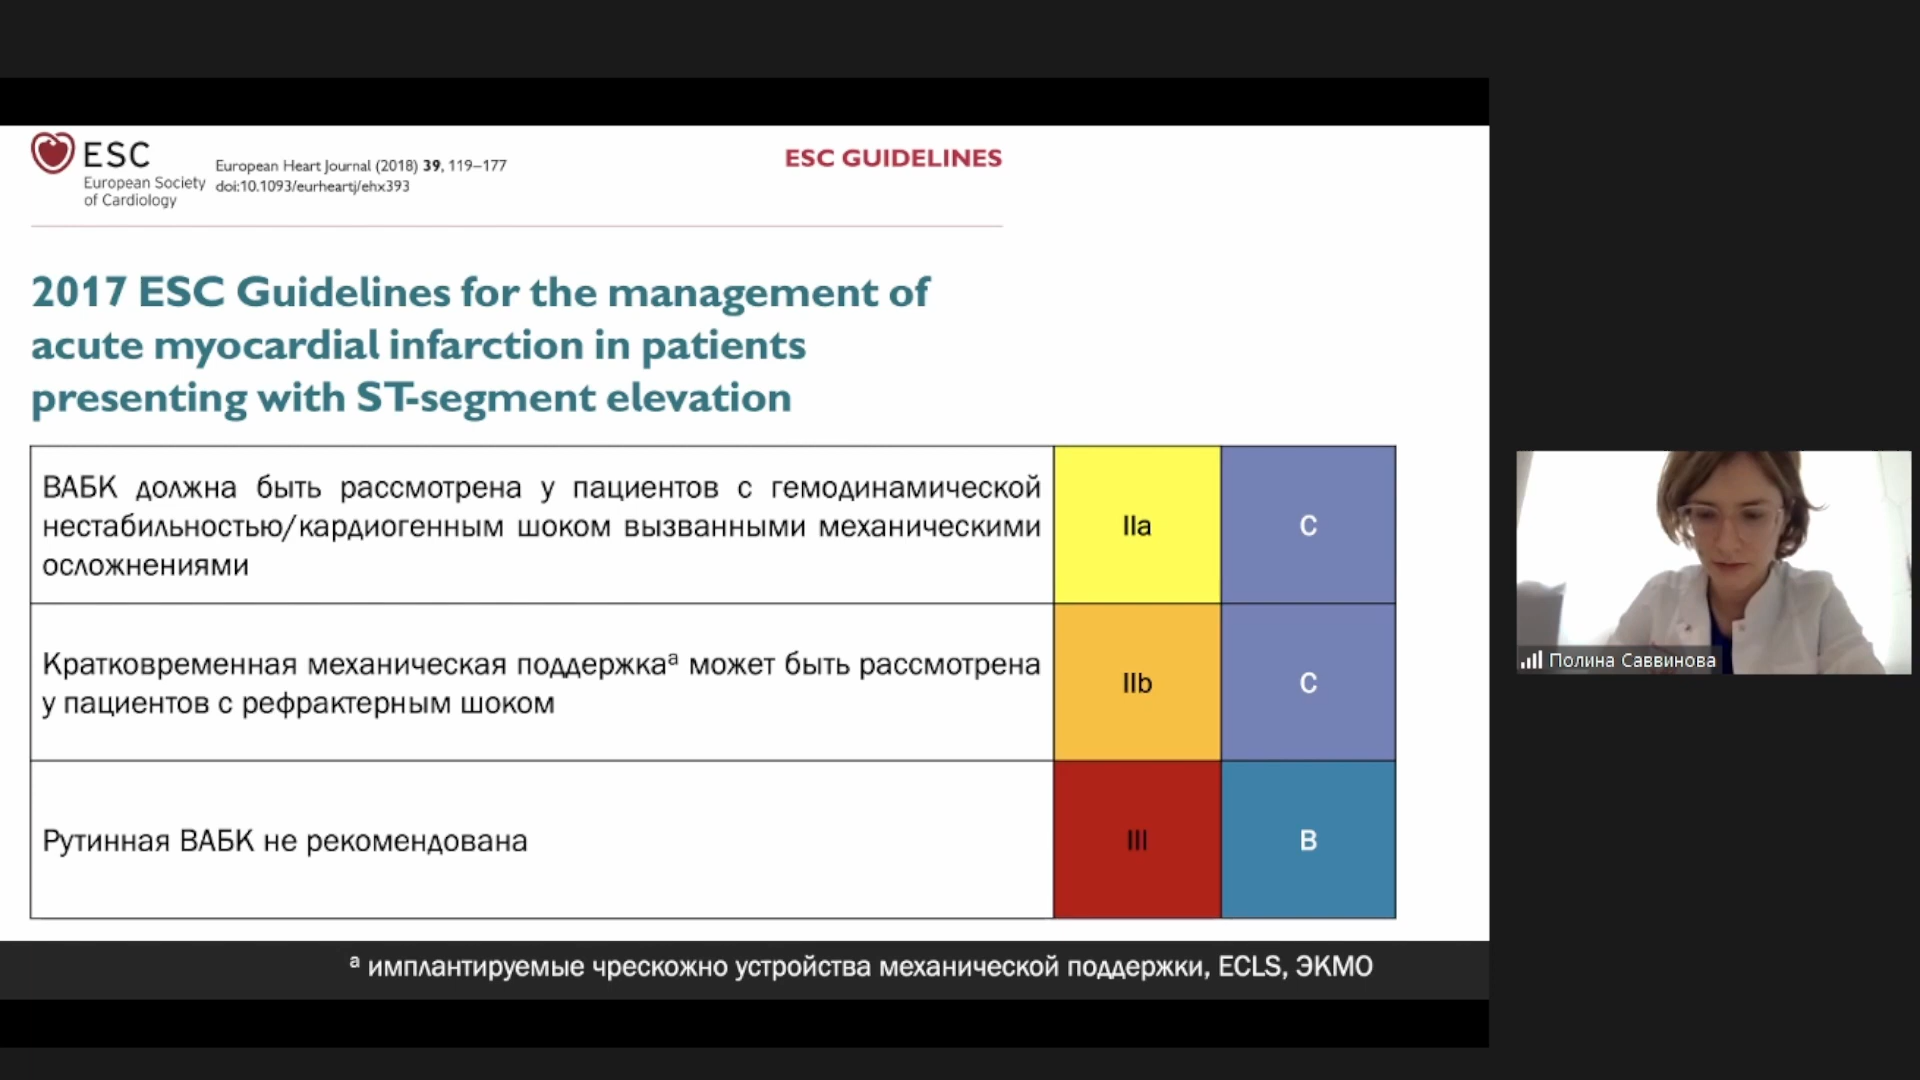 ESC
European Society
of Cardiology
European Heart Journal (2018) 39, 119–177
doi:10.1093/eurheartj/ehx393
ESC GUIDELINES
2017 ESC Guidelines for the management of
acute myocardial infarction in patients
presenting with ST-segment elevation
ВАБК должна быть рассмотрена у пациентов с гемодинамической
нестабильностью/кардиогенным шоком вызванными механическими
осложнениями
IIa
C
Кратковременная механическая поддержкаª может быть рассмотрена
у пациентов с рефрактерным шоком
IIb
C
Рутинная ВАБК не рекомендована
III
B
ª имплантируемые чрескожно устройства механической поддержки, ECLS, ЭКМО
Полина Саввинова